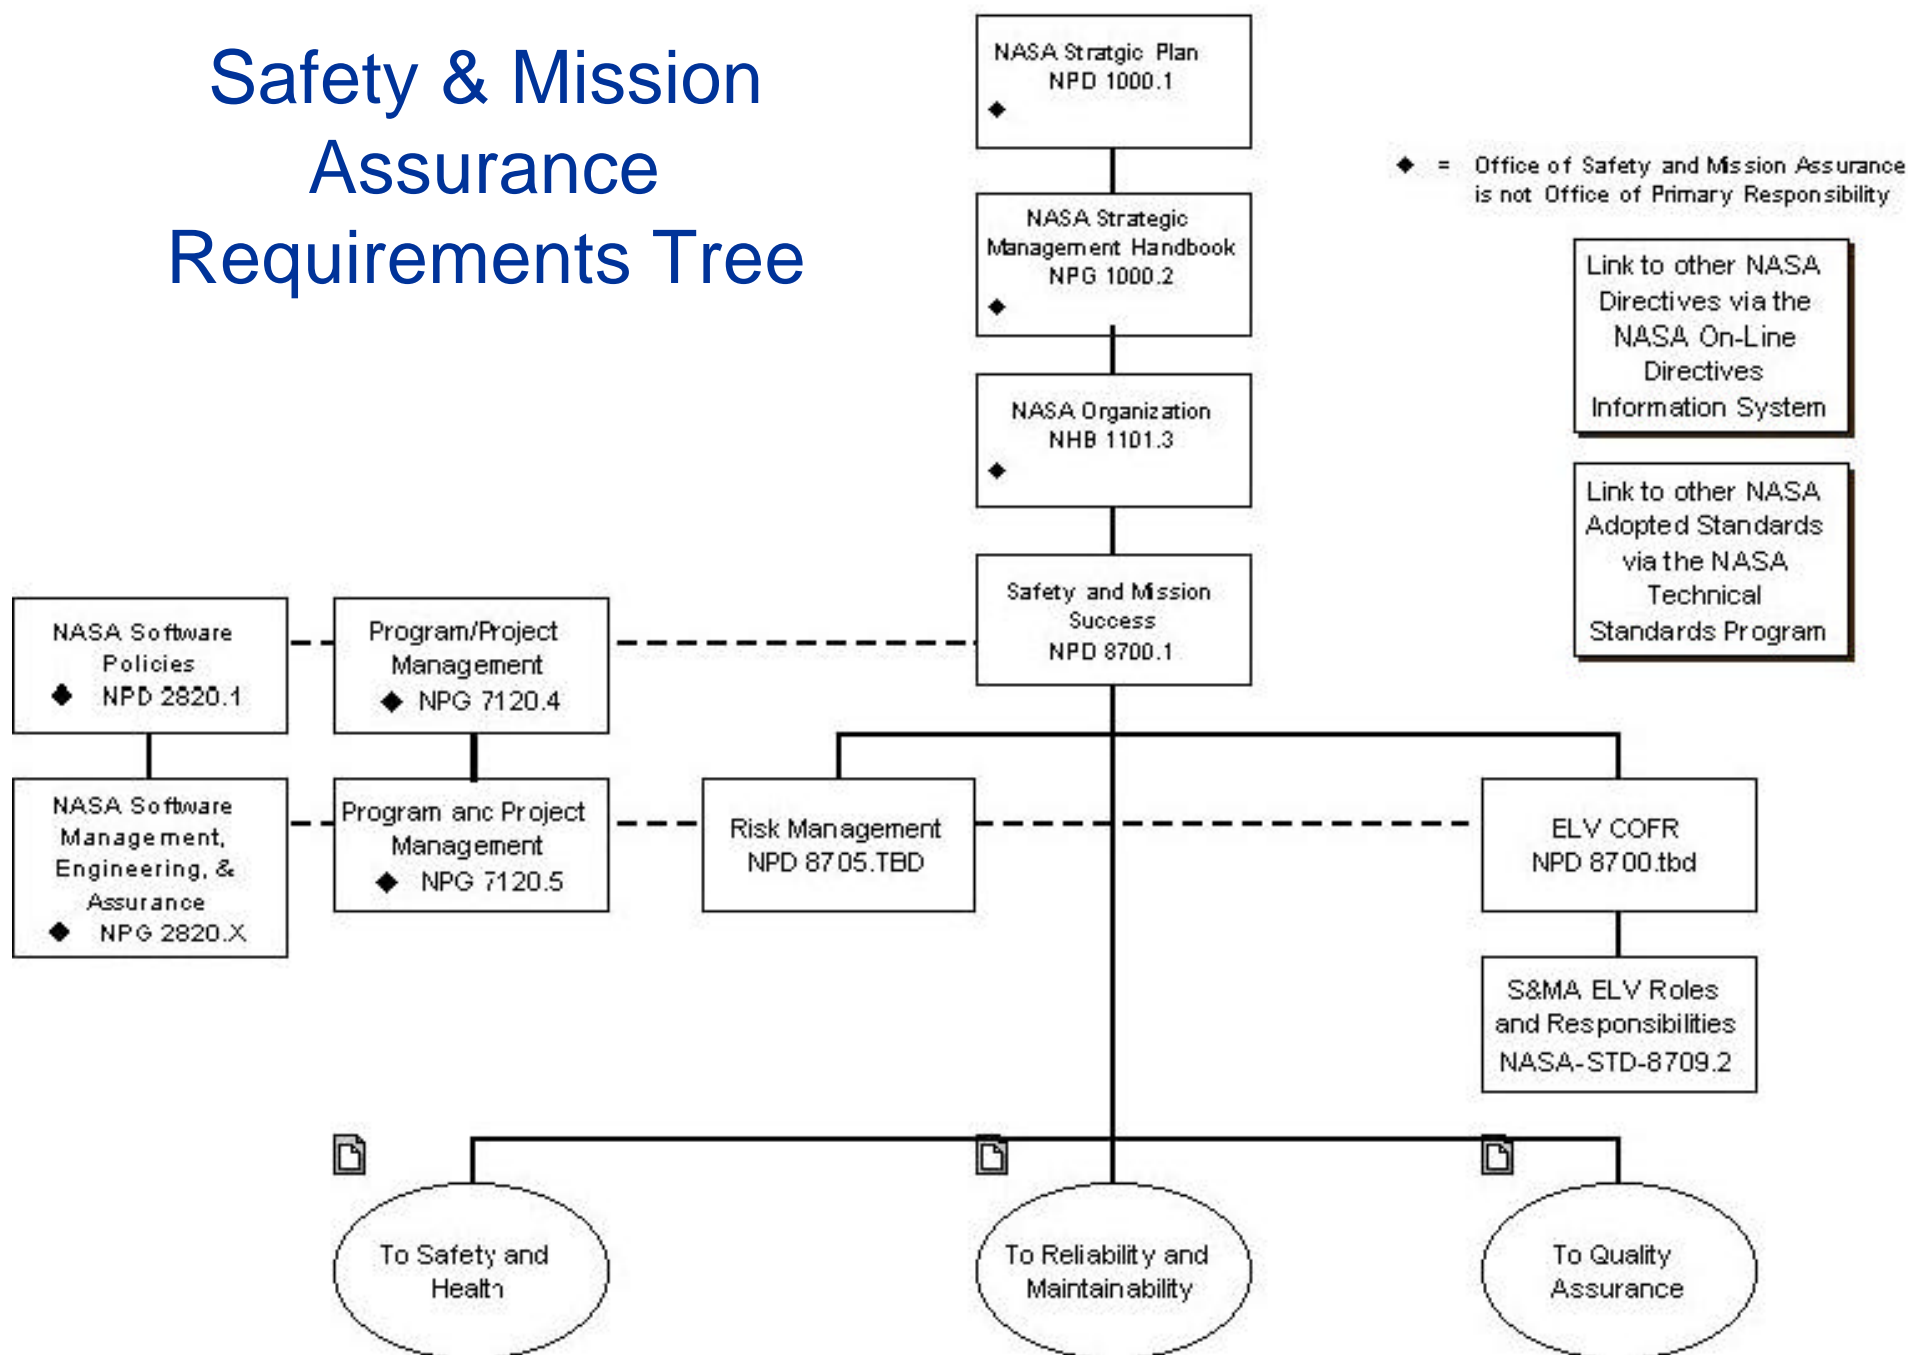 Safety & Mission
Assurance
Requirements Tree
NASA Stratgic Plan
NPD 1000.1
◆
◆ = Office of Safety and Mission Assurance
is not Office of Primary Responsibility
NASA Strategic
Management Handbook
NPG 1000.2
◆
Link to other NASA
Directives via the
NASA On-Line
Directives
Information System
NASA Organization
NHB 1101.3
◆
Link to other NASA
Adopted Standards
via the NASA
Technical
Standards Program
Safety and Mission
Success
NPD 8700.1
NASA Software
Policies
◆ NPD 2820.1
Program/Project
Management
◆ NPG 7120.4
NASA Software
Management,
Engineering, &
Assurance
◆ NPG 2820.X
Program and Project
Management
◆ NPG 7120.5
Risk Management
NPD 8705.TBD
ELV COFR
NPD 8700.tbd
S&MA ELV Roles
and Responsibilities
NASA-STD-8709.2
To Safety and
Health
To Reliability and
Maintainability
To Quality
Assurance